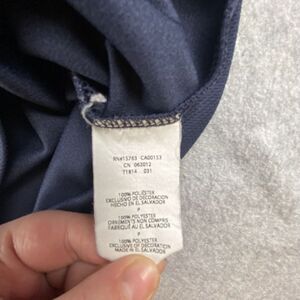 RN#15763 CA00153
CN 063012
71814 031
100% POLYESTER
EXCLUSIVO DE DECORACION
HECHO EN EL SALVADOR
P
100% POLYESTER
ORNEMENTS NON COMPRIS
FABRIQUÉ AU EL SALVADOR
P
100% POLYESTER
EXCLUSIVE OF DECORATION
MADE IN EL SALVADOR